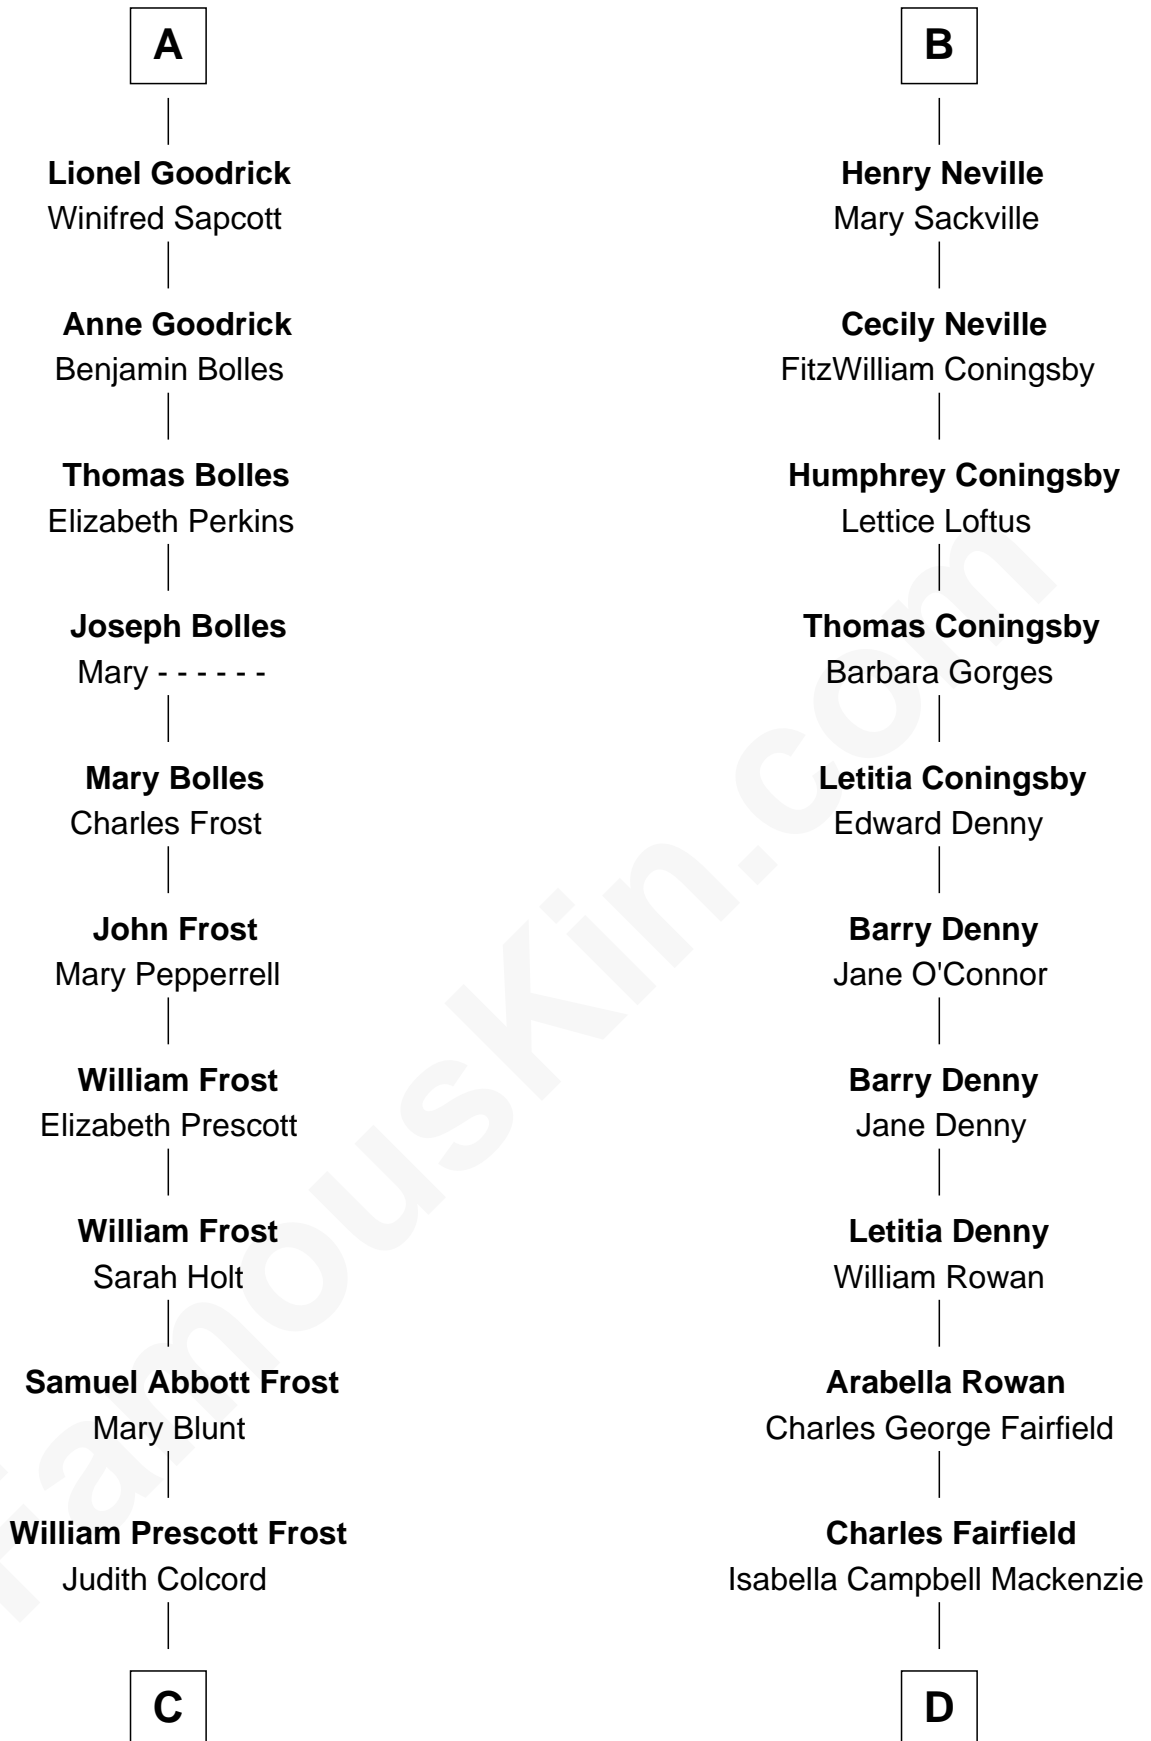 A
Lionel Goodrick
Winifred Sapcott
Anne Goodrick
Benjamin Bolles
Thomas Bolles
Elizabeth Perkins
Joseph Bolles
Mary - - - - - -
Mary Bolles
Charles Frost
John Frost
Mary Pepperrell
William Frost
Elizabeth Prescott
William Frost
Sarah Holt
Samuel Abbott Frost
Mary Blunt
William Prescott Frost
Judith Colcord
C
B
Henry Neville
Mary Sackville
Cecily Neville
FitzWilliam Coningsby
Humphrey Coningsby
Lettice Loftus
Thomas Coningsby
Barbara Gorges
Letitia Coningsby
Edward Denny
Barry Denny
Jane O'Connor
Barry Denny
Jane Denny
Letitia Denny
William Rowan
Arabella Rowan
Charles George Fairfield
Charles Fairfield
Isabella Campbell Mackenzie
D
FamousKin.com